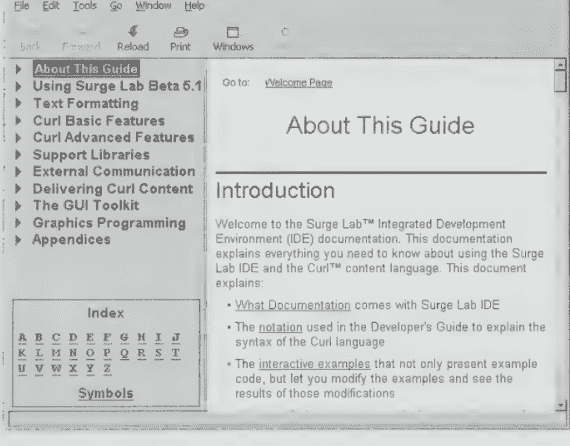 File Edit Tools Go Window Help
Back Forward Reload Print Windows
About This Guide
Using Surge Lab Beta 5.1
Text Formatting
Curl Basic Features
Curl Advanced Features
Support Libraries
External Communication
Delivering Curl Content
The GUI Toolkit
Graphics Programming
Appendices
Index
A B C D E F G H I J
K L M N O P Q R S T
U V W X Y Z
Symbols
Go to: Welcome Page
About This Guide
Introduction
Welcome to the Surge Lab™ Integrated Development
Environment (IDE) documentation. This documentation
explains everything you need to know about using the Surge
Lab IDE and the Curl™ content language. This document
explains:
• What Documentation comes with Surge Lab IDE
• The notation used in the Developer's Guide to explain the
syntax of the Curl language
• The interactive examples that not only present example
code, but let you modify the examples and see the
results of those modifications